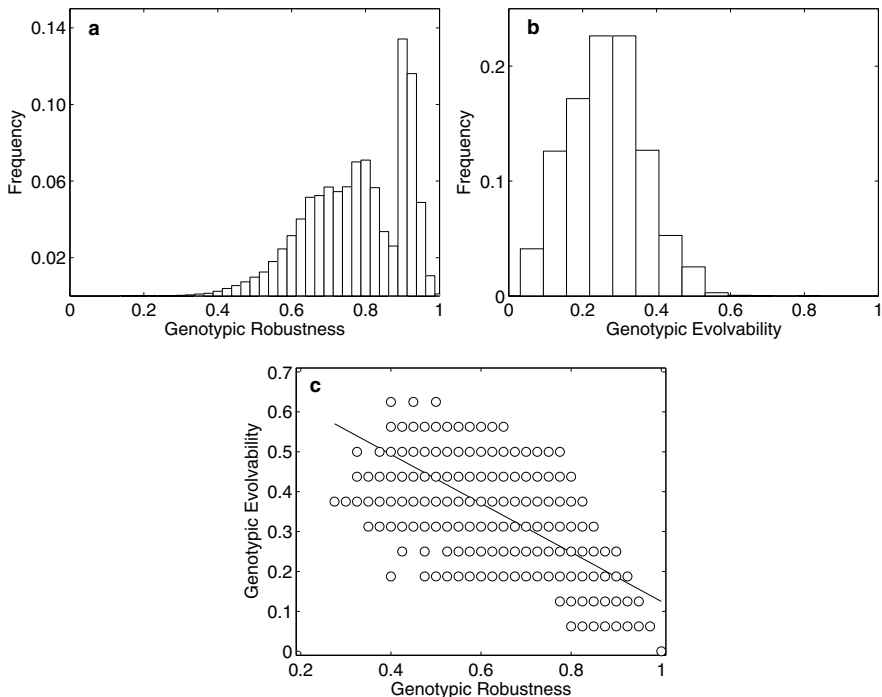 a
0.14
0.10
0.06
0.02
0 0.2 0.4 0.6 0.8 1
Frequency
Genotypic Robustness
b
0.2
0.1
0
0 0.2 0.4 0.6 0.8 1
Frequency
Genotypic Evolvability
c
0.7
0.6
0.5
0.4
0.3
0.2
0.1
0
0.2 0.4 0.6 0.8 1
Genotypic Evolvability
Genotypic Robustness